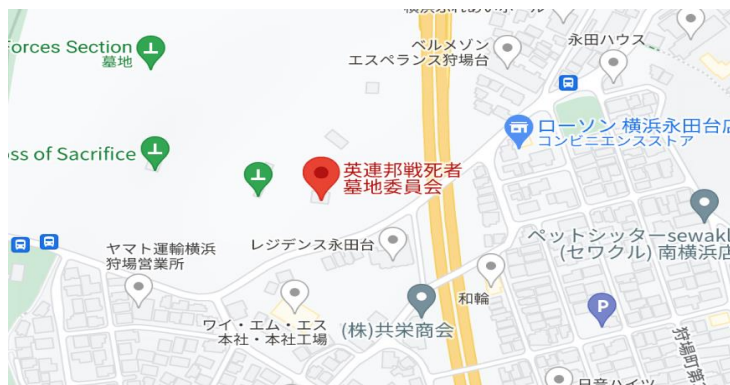 orces Section
墓地
ベルメゾン
エスペランス狩場台
永田ハウス
ローソン 横浜永田台店
コンビニエンスストア
ss of Sacrifice
英連邦戦死者
墓地委員会
ヤマト運輸横浜
狩場営業所
レジデンス永田台
ペットシッターsewakl
(セワクル) 南横浜店
ワイ・エム・エス
本社・本社工場
(株)共栄商会
和輪
P
狩場町第